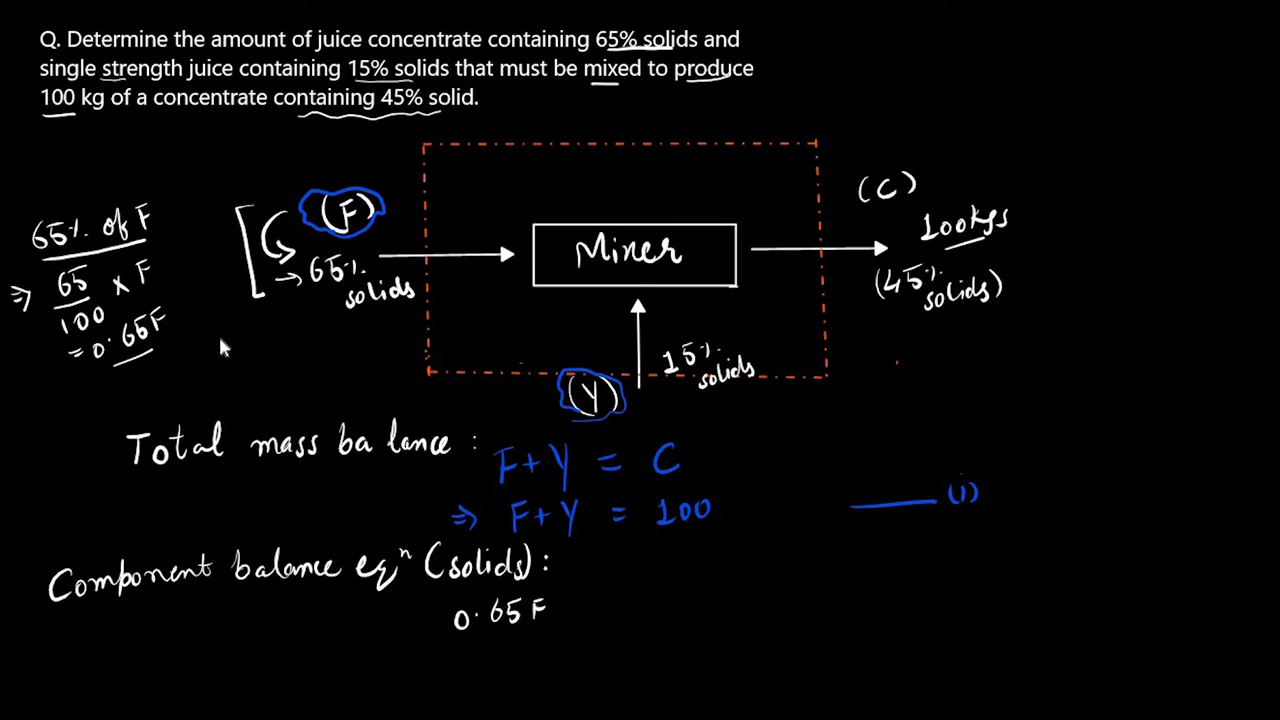 Q. Determine the amount of juice concentrate containing 65% solids and
single strength juice containing 15% solids that must be mixed to produce
100 kg of a concentrate containing 45% solid.
(C)
100kgs
(45% solids)
65% of F
⇒ 65/100 × F
= 0.65F
(F)
→ 65% solids
Mixer
15% solids
(Y)
Total mass balance :
F+Y = C
⇒ F+Y = 100 —— (i)
Component balance eqⁿ (solids) :
0.65 F